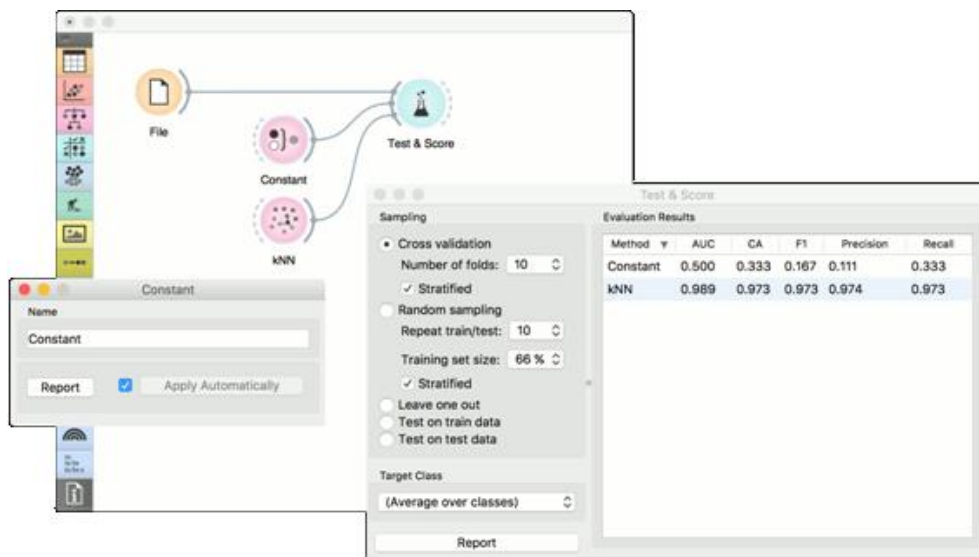 File
Test & Score
Constant
kNN
Constant
Name
Constant
Report Apply Automatically
Test & Score
Sampling
Cross validation
Number of folds: 10
Stratified
Random sampling
Repeat train/test: 10
Training set size: 66 %
Stratified
Leave one out
Test on train data
Test on test data
Target Class
(Average over classes)
Report
Evaluation Results
Method AUC CA F1 Precision Recall
Constant 0.500 0.333 0.167 0.111 0.333
kNN 0.989 0.973 0.973 0.974 0.973